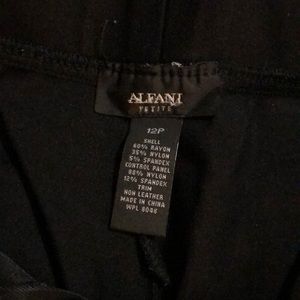 ALFANI
PETITE
12P
SHELL
60% RAYON
35% NYLON
5% SPANDEX
CONTROL PANEL
88% NYLON
12% SPANDEX
TRIM
NON LEATHER
MADE IN CHINA
WPL 8046